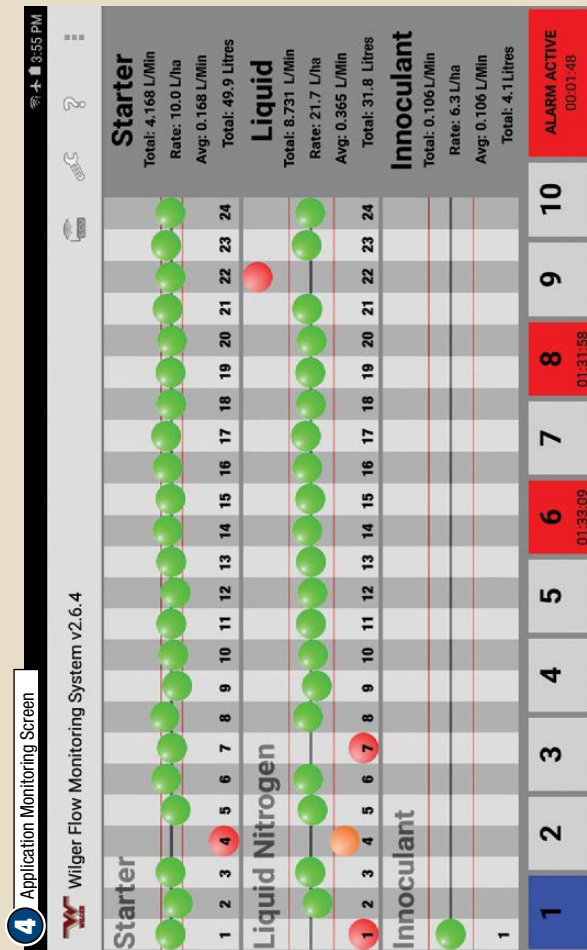 4 Application Monitoring Screen
3:55 PM
WILGER Wilger Flow Monitoring System v2.6.4
ECU ?
Starter
1 2 3 4 5 6 7 8 9 10 11 12 13 14 15 16 17 18 19 20 21 22 23 24
Starter
Total: 4.168 L/Min
Rate: 10.0 L/ha
Avg: 0.168 L/Min
Total: 49.9 Litres
Liquid Nitrogen
1 2 3 4 5 6 7 8 9 10 11 12 13 14 15 16 17 18 19 20 21 22 23 24
Liquid
Total: 8.731 L/Min
Rate: 21.7 L/ha
Avg: 0.365 L/Min
Total: 31.8 Litres
Innoculant
1
Innoculant
Total: 0.106 L/Min
Rate: 6.3 L/ha
Avg: 0.106 L/Min
Total: 4.1 Litres
1 2 3 4 5 6 7 8 9 10 ALARM ACTIVE
01:33:09 01:31:58 00:01:48